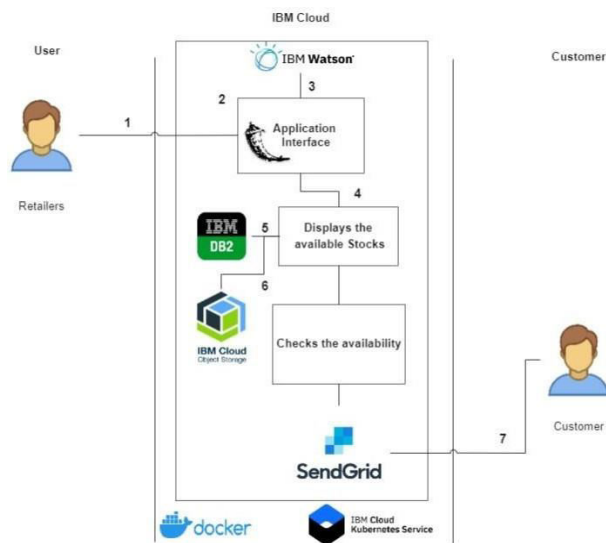 IBM Cloud
User
Customer
IBM Watson
2
3
1
Application
Interface
Retailers
4
IBM
DB2
5
Displays the
available Stocks
6
IBM Cloud
Object Storage
Checks the availability
Customer
7
SendGrid
docker
IBM Cloud
Kubernetes Service